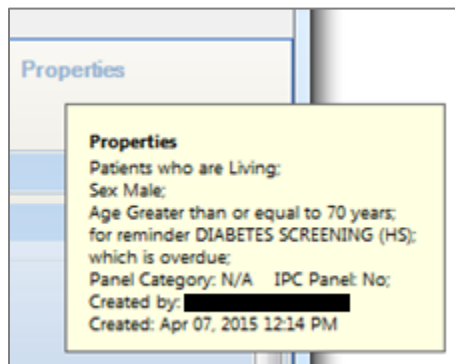 Properties
Properties
Patients who are Living;
Sex Male;
Age Greater than or equal to 70 years;
for reminder DIABETES SCREENING (HS);
which is overdue;
Panel Category: N/A IPC Panel: No;
Created by:
Created: Apr 07, 2015 12:14 PM